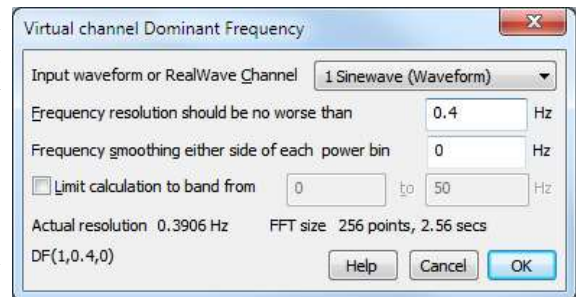 Virtual channel Dominant Frequency
Input waveform or RealWave Channel 1 Sinewave (Waveform)
Frequency resolution should be no worse than 0.4 Hz
Frequency smoothing either side of each power bin 0 Hz
Limit calculation to band from 0 to 50 Hz
Actual resolution 0.3906 Hz FFT size 256 points, 2.56 secs
DF(1,0.4,0) Help Cancel OK